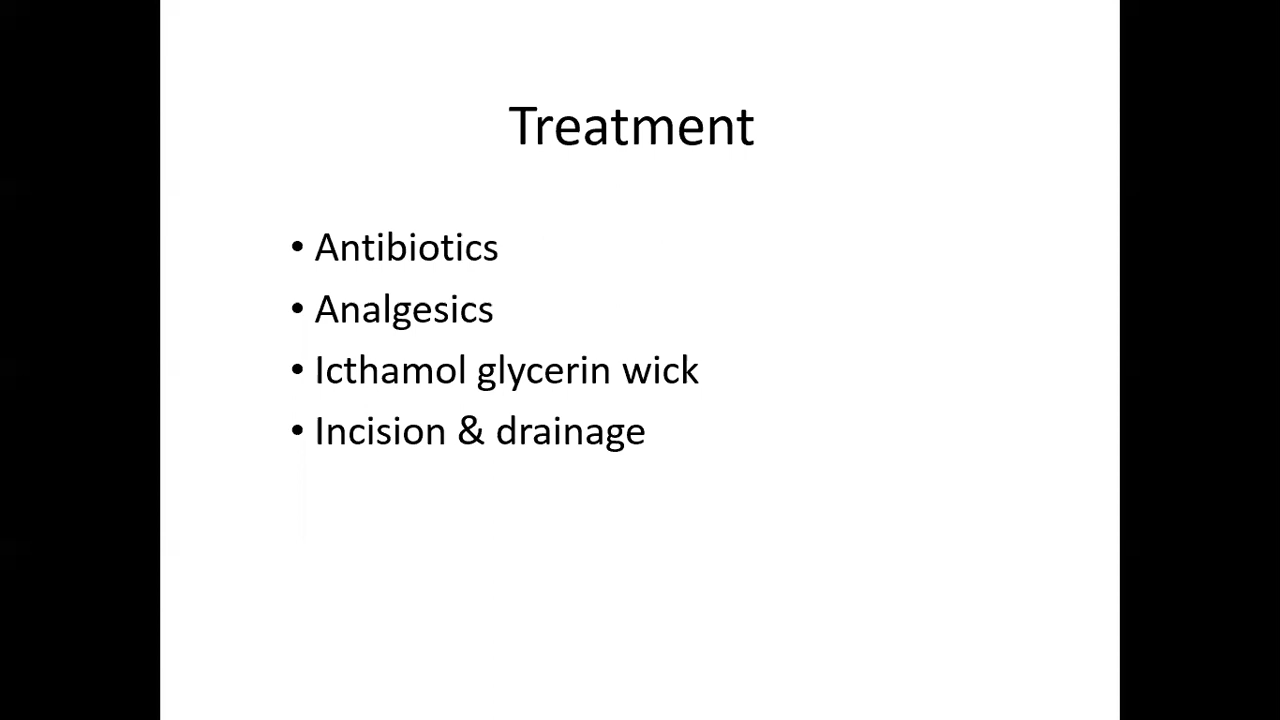 Treatment
• Antibiotics
• Analgesics
• Icthamol glycerin wick
• Incision & drainage